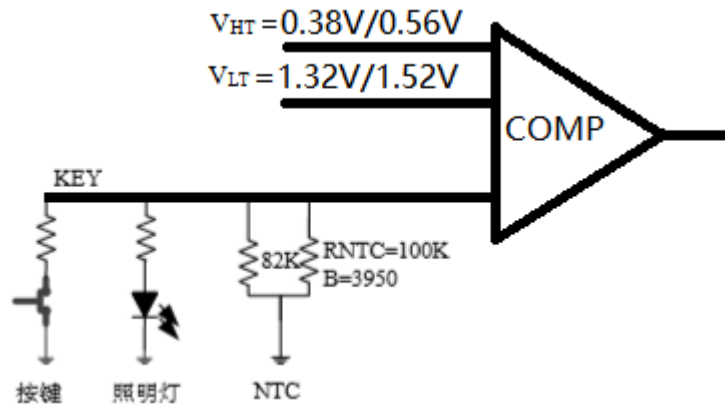 VHT = 0.38V/0.56V
VLT = 1.32V/1.52V
COMP
KEY
82K
RNTC=100K
B=3950
按键
照明灯
NTC